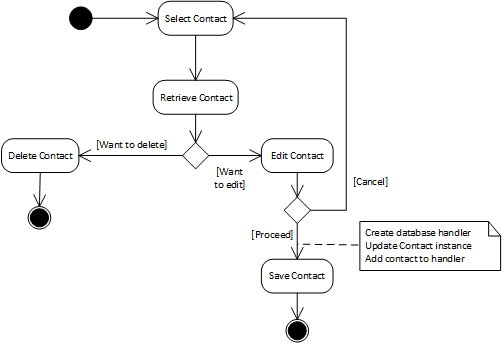 Select Contact
Retrieve Contact
[Want to delete]
Delete Contact
[Want
to edit]
Edit Contact
[Cancel]
[Proceed]
Create database handler
Update Contact instance
Add contact to handler
Save Contact